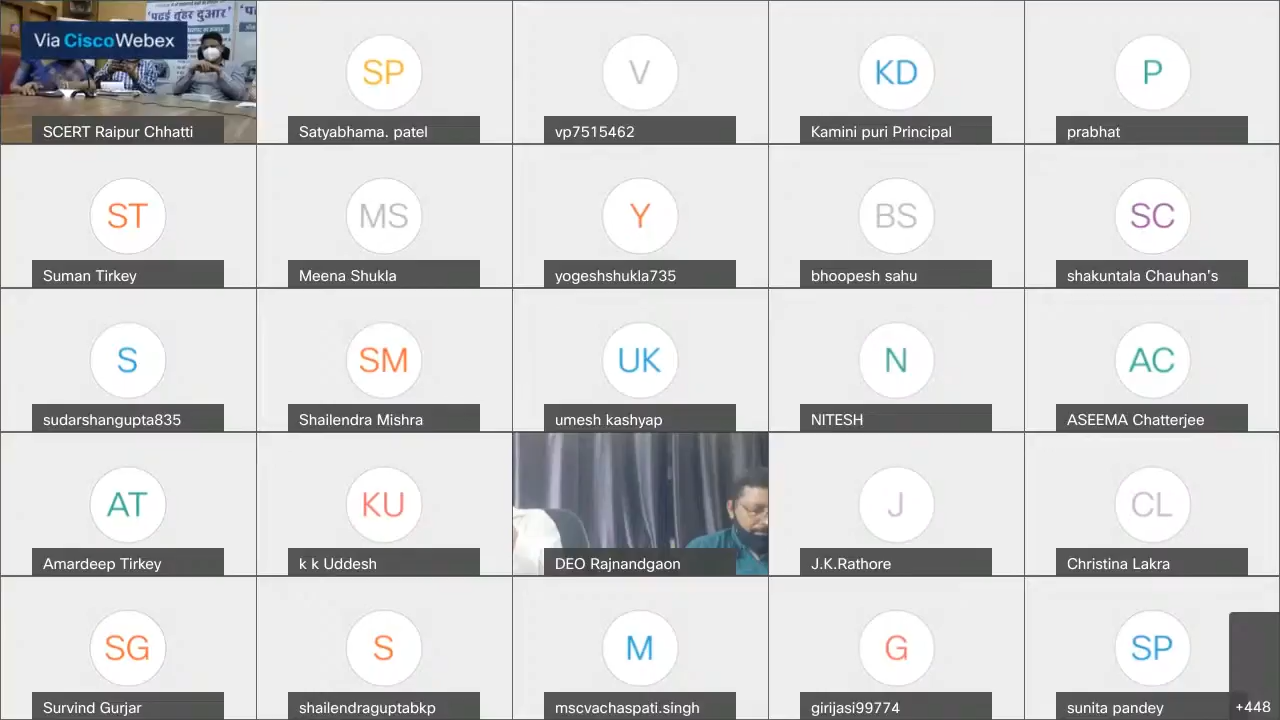 "पढ़ई तुंहर दुआर"
Via CiscoWebex
SCERT Raipur Chhatti
SP
Satyabhama. patel
V
vp7515462
KD
Kamini puri Principal
P
prabhat
ST
Suman Tirkey
MS
Meena Shukla
Y
yogeshshukla735
BS
bhoopesh sahu
SC
shakuntala Chauhan's
S
sudarshangupta835
SM
Shailendra Mishra
UK
umesh kashyap
N
NITESH
AC
ASEEMA Chatterjee
AT
Amardeep Tirkey
KU
k k Uddesh
DEO Rajnandgaon
J
J.K.Rathore
CL
Christina Lakra
SG
Survind Gurjar
S
shailendraguptabkp
M
mscvachaspati.singh
G
girijasi99774
SP
sunita pandey
+448